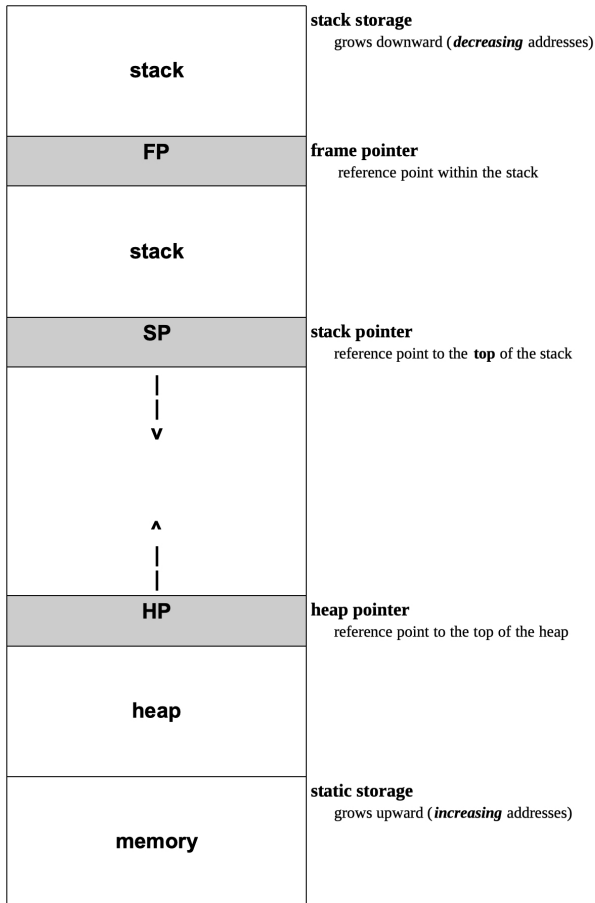 stack storage
grows downward (decreasing addresses)
stack
FP
frame pointer
reference point within the stack
stack
SP
stack pointer
reference point to the top of the stack
|
|
v
^
|
|
HP
heap pointer
reference point to the top of the heap
heap
static storage
grows upward (increasing addresses)
memory